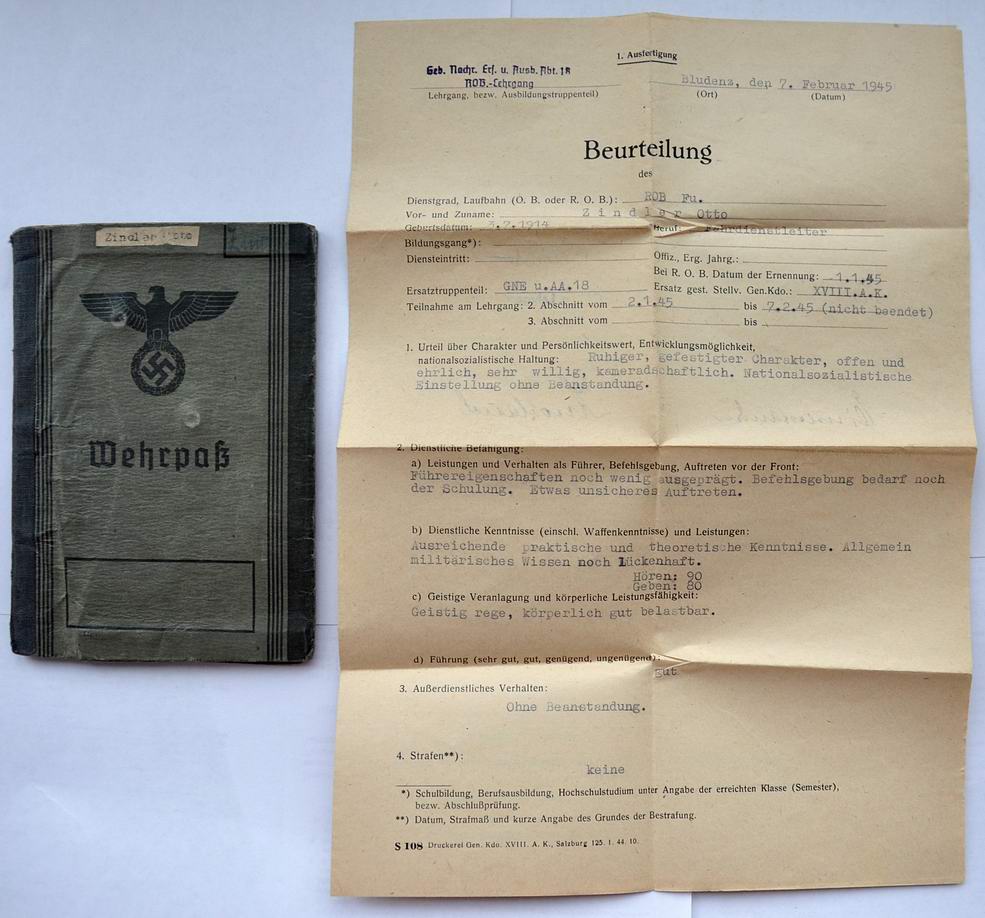 Zindler Otto
Wehrpaß
1. Ausfertigung
Geb. Nachr. Ers. u. Ausb. Abt. 18
ROB.-Lehrgang
Bludenz, den 7. Februar 1945
Lehrgang, bezw. Ausbildungstruppenteil)
(Ort)
(Datum)
Beurteilung
des
Dienstgrad, Laufbahn (O. B. oder R. O. B.): ROB Fu.
Vor- und Zuname: Zindler Otto
Geburtsdatum: 3.7.1914 Beruf: Fahrdienstleiter
Bildungsgang*):
Diensteintritt: Offiz., Erg. Jahrg.:
Bei R. O. B. Datum der Ernennung: 1.1.45
Ersatztruppenteil: GNE u.AA.18 Ersatz gest. Stellv. Gen.Kdo.: XVIII.A.K.
Teilnahme am Lehrgang: 2. Abschnitt vom 2.1.45 bis 7.2.45 (nicht beendet)
3. Abschnitt vom bis
1. Urteil über Charakter und Persönlichkeitswert, Entwicklungsmöglichkeit,
nationalsozialistische Haltung: Ruhiger, gefestigter Charakter, offen und
ehrlich, sehr willig, kameradschaftlich. Nationalsozialistische
Einstellung ohne Beanstandung.
2. Dienstliche Befähigung:
a) Leistungen und Verhalten als Führer, Befehlsgebung, Auftreten vor der Front:
Führereigenschaften noch wenig ausgeprägt. Befehlsgebung bedarf noch
der Schulung. Etwas unsicheres Auftreten.
b) Dienstliche Kenntnisse (einschl. Waffenkenntnisse) und Leistungen:
Ausreichende praktische und theoretische Kenntnisse. Allgemein
militärisches Wissen noch lückenhaft.
Hören: 90
Geben: 80
c) Geistige Veranlagung und körperliche Leistungsfähigkeit:
Geistig rege, körperlich gut belastbar.
d) Führung (sehr gut, gut, genügend, ungenügend):
gut
3. Außerdienstliches Verhalten:
Ohne Beanstandung.
4. Strafen**):
keine
*) Schulbildung, Berufsausbildung, Hochschulstudium unter Angabe der erreichten Klasse (Semester),
bezw. Abschlußprüfung.
**) Datum, Strafmaß und kurze Angabe des Grundes der Bestrafung.
S 108 Druckerei Gen. Kdo. XVIII. A. K., Salzburg 125. 1. 44. 10.